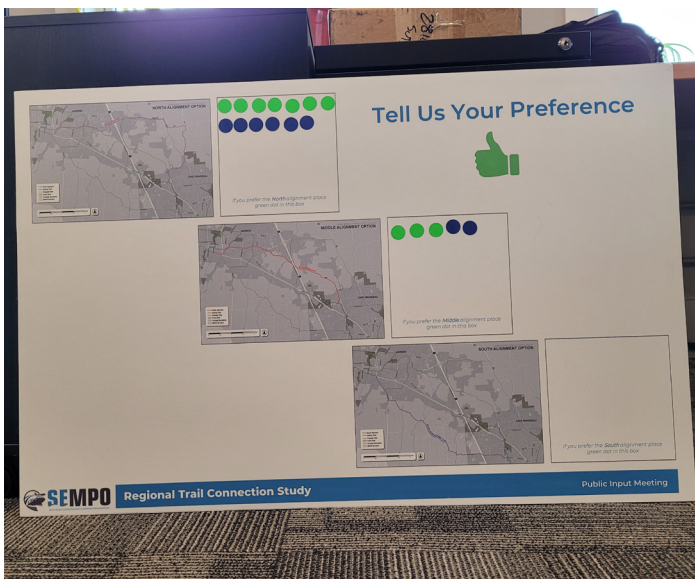 28
NORTH ALIGNMENT OPTION
Tell Us Your Preference
If you prefer the North alignment place
green dot in this box
MIDDLE ALIGNMENT OPTION
If you prefer the Middle alignment place
green dot in this box
SOUTH ALIGNMENT OPTION
If you prefer the South alignment place
green dot in this box
SEMPO
Regional Trail Connection Study
Public Input Meeting